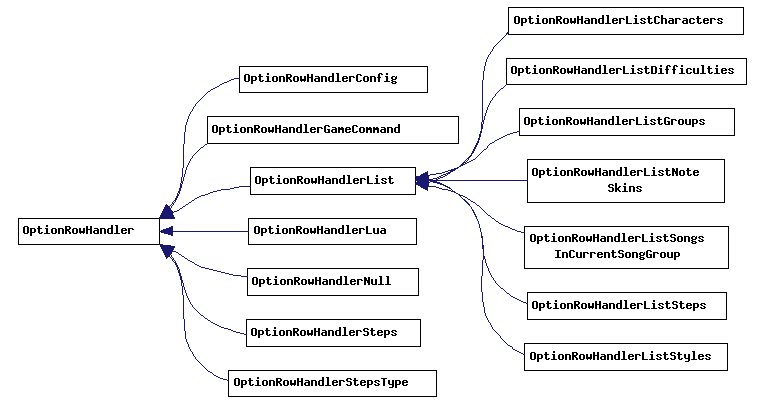 OptionRowHandlerListCharacters
OptionRowHandlerConfig
OptionRowHandlerListDifficulties
OptionRowHandlerGameCommand
OptionRowHandlerListGroups
OptionRowHandlerList
OptionRowHandlerListNote
Skins
OptionRowHandler
OptionRowHandlerLua
OptionRowHandlerListSongs
InCurrentSongGroup
OptionRowHandlerNull
OptionRowHandlerListSteps
OptionRowHandlerSteps
OptionRowHandlerListStyles
OptionRowHandlerStepsType